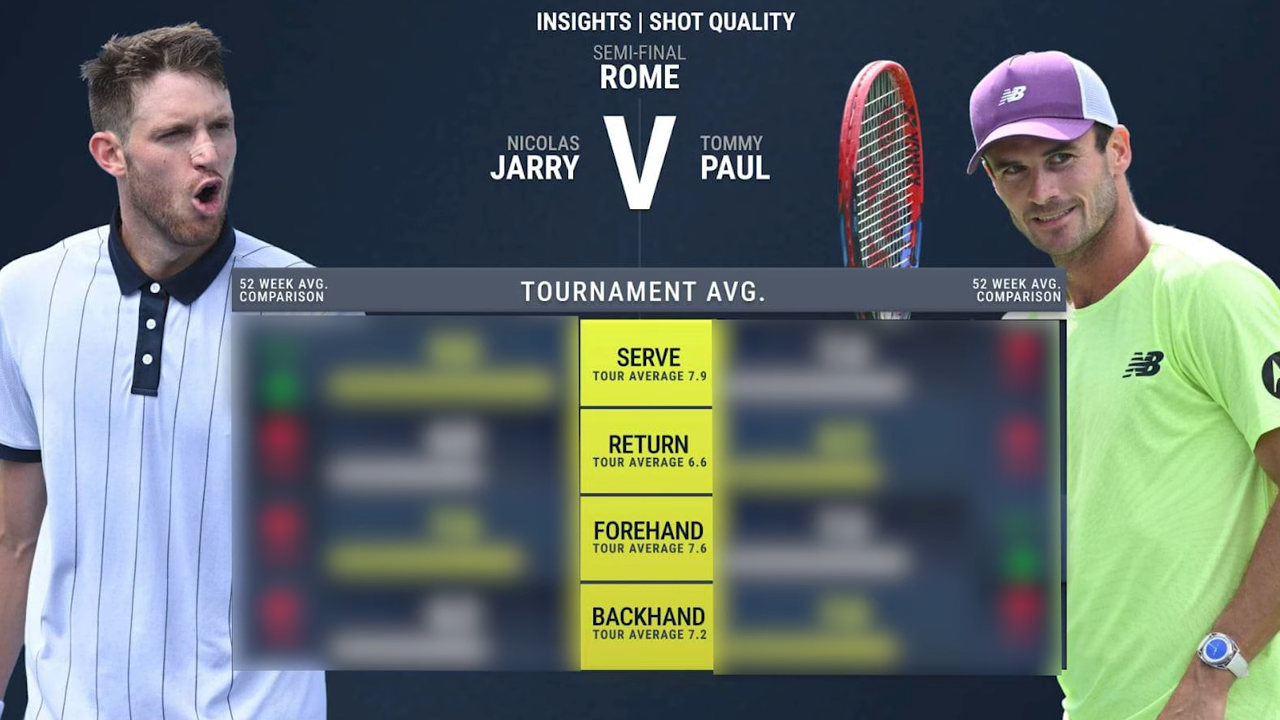 INSIGHTS | SHOT QUALITY
SEMI-FINAL
ROME
NICOLAS
JARRY
V
TOMMY
PAUL
52 WEEK AVG.
COMPARISON
TOURNAMENT AVG.
52 WEEK AVG.
COMPARISON
SERVE
TOUR AVERAGE 7.9
RETURN
TOUR AVERAGE 6.6
FOREHAND
TOUR AVERAGE 7.6
BACKHAND
TOUR AVERAGE 7.2
NB
NB